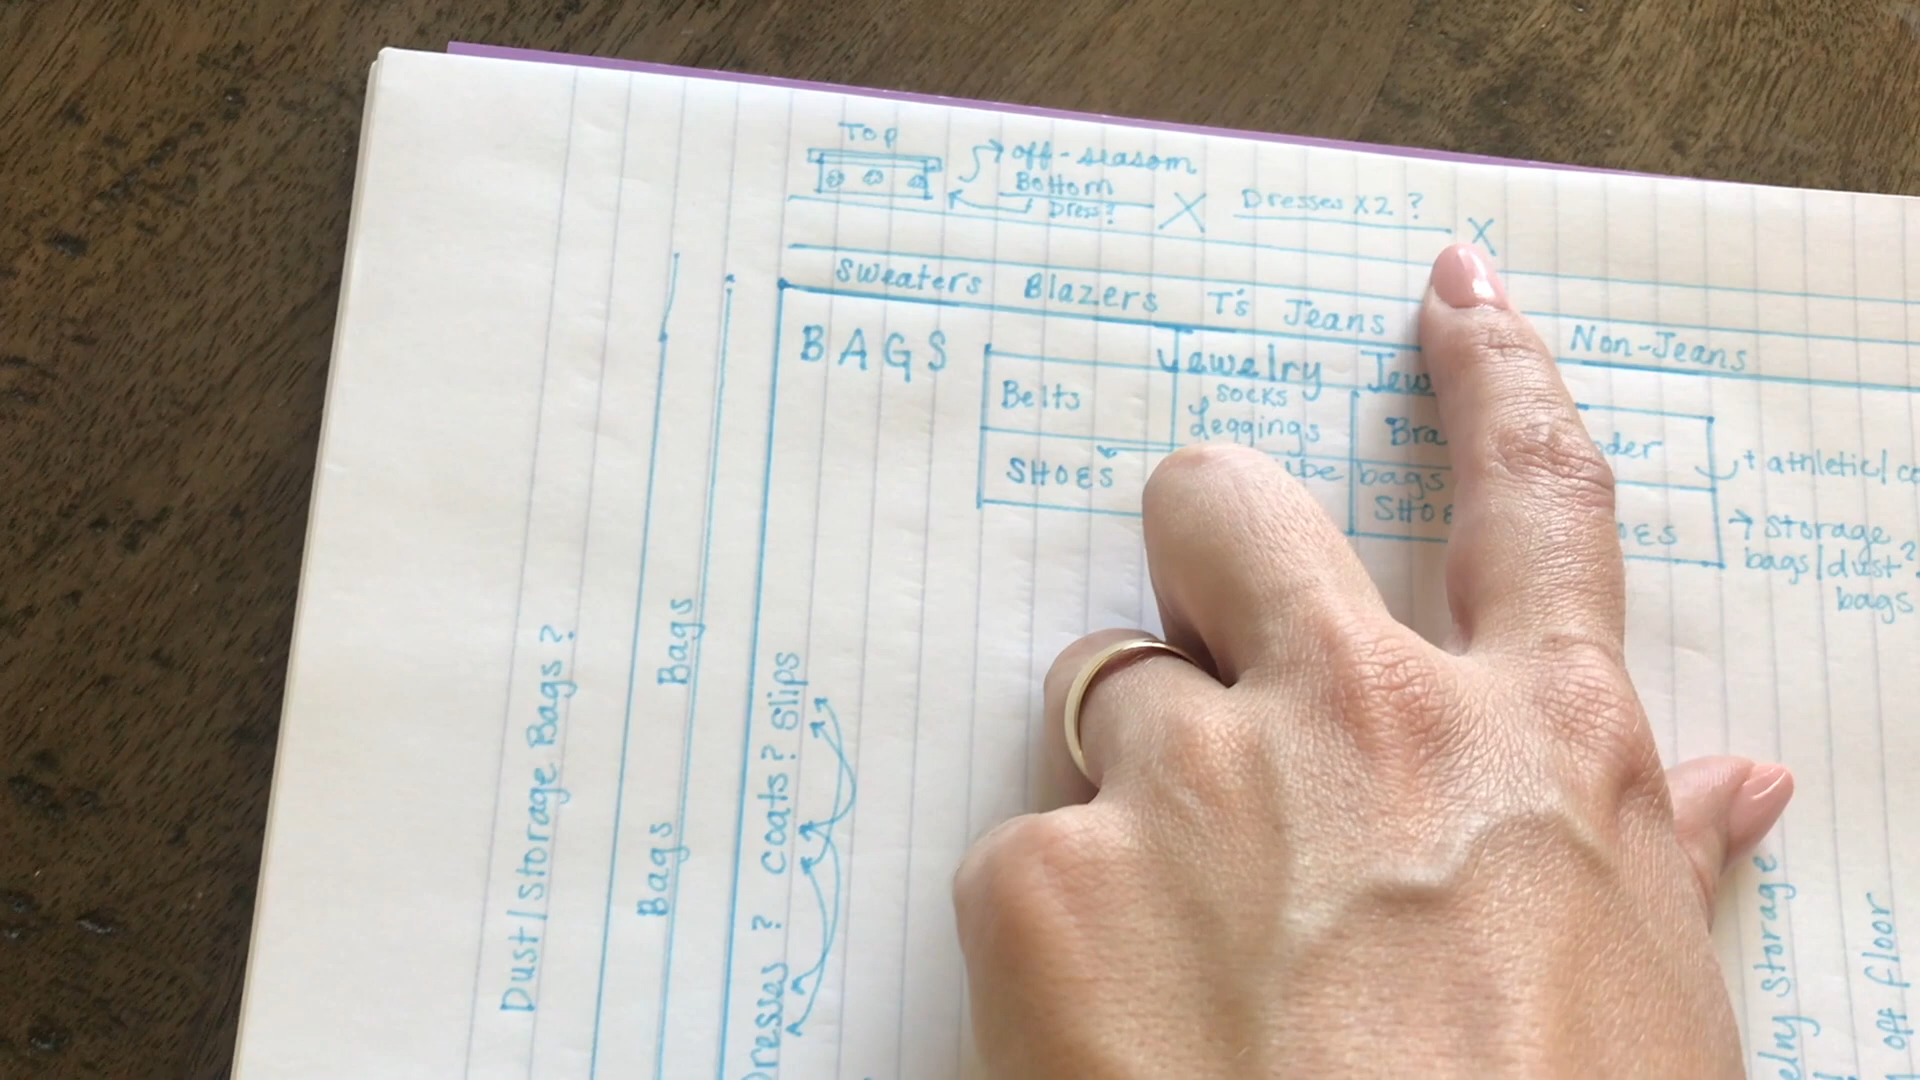 Top
off-season
Bottom
Dress?
X
Dresses X2 ?
X
Sweaters Blazers T's Jeans Non-Jeans
BAGS
Jewelry
Belts
socks
Leggings
SHOES
bags
+ athletic/
→ Storage
bags/dust?
bags
Dust/Storage Bags?
Bags
Bags
coats? Slips
?
storage
off floor